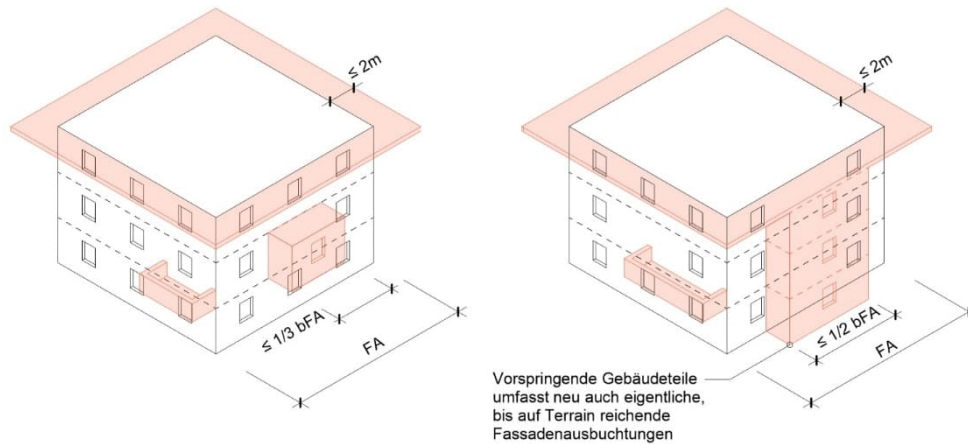 ≤ 2m
≤ 1/3 bFA
FA
≤ 2m
≤ 1/2 bFA
FA
Vorspringende Gebäudeteile
umfasst neu auch eigentliche,
bis auf Terrain reichende
Fassadenausbuchtungen